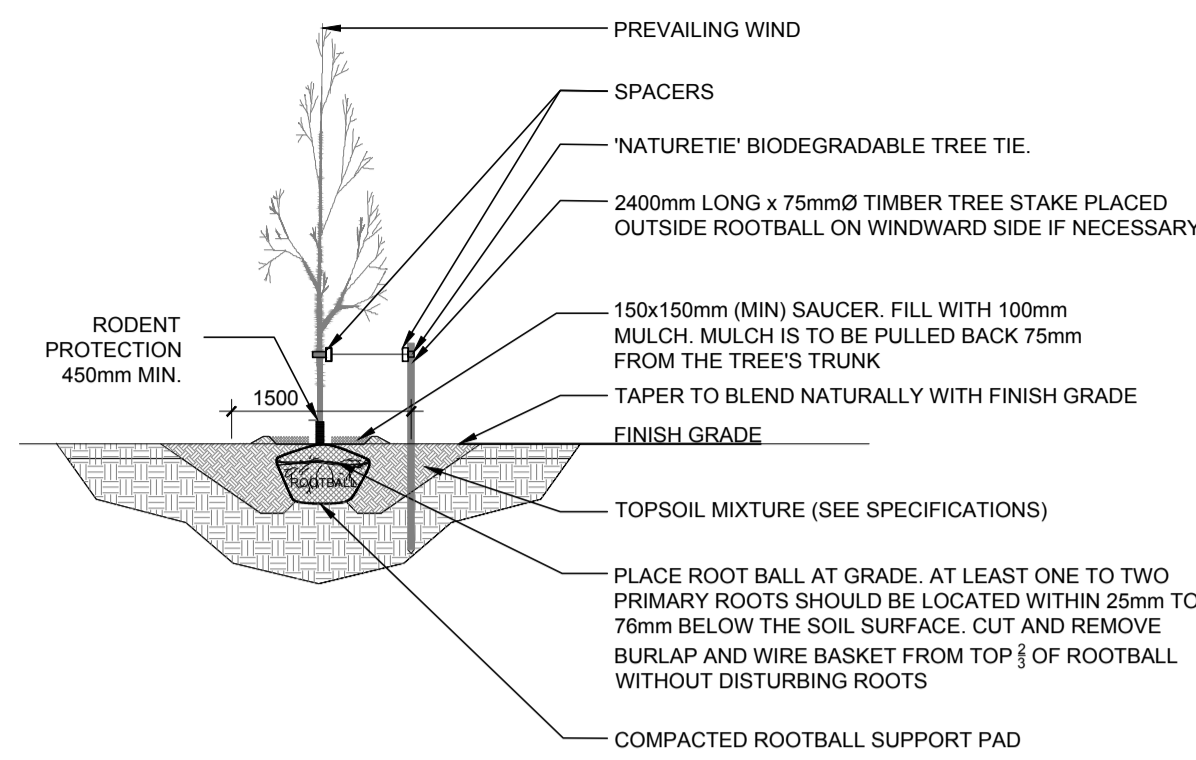 PREVAILING WIND
SPACERS
'NATURETIE' BIODEGRADABLE TREE TIE.
2400mm LONG x 75mmØ TIMBER TREE STAKE PLACED
OUTSIDE ROOTBALL ON WINDWARD SIDE IF NECESSARY
150x150mm (MIN) SAUCER. FILL WITH 100mm
MULCH. MULCH IS TO BE PULLED BACK 75mm
FROM THE TREE'S TRUNK
RODENT
PROTECTION
450mm MIN.
1500
TAPER TO BLEND NATURALLY WITH FINISH GRADE
FINISH GRADE
ROOTBALL
TOPSOIL MIXTURE (SEE SPECIFICATIONS)
PLACE ROOT BALL AT GRADE. AT LEAST ONE TO TWO
PRIMARY ROOTS SHOULD BE LOCATED WITHIN 25mm TO
76mm BELOW THE SOIL SURFACE. CUT AND REMOVE
BURLAP AND WIRE BASKET FROM TOP 2/3 OF ROOTBALL
WITHOUT DISTURBING ROOTS
COMPACTED ROOTBALL SUPPORT PAD